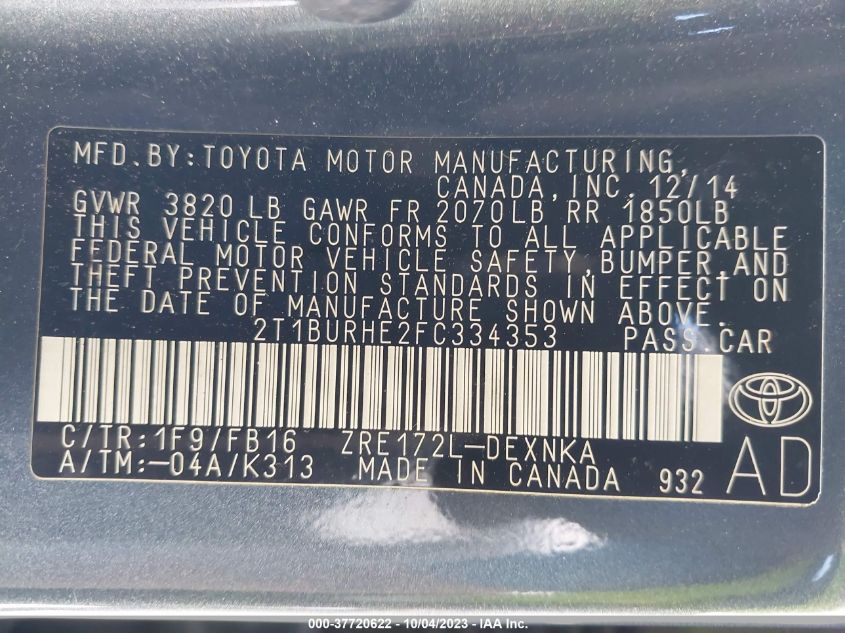 MFD.BY:TOYOTA MOTOR MANUFACTURING,
CANADA,INC. 12/14
GVWR 3820 LB GAWR FR 2070LB RR 1850LB
THIS VEHICLE CONFORMS TO ALL APPLICABLE
FEDERAL MOTOR VEHICLE SAFETY,BUMPER,AND
THEFT PREVENTION STANDARDS IN EFFECT ON
THE DATE OF MANUFACTURE SHOWN ABOVE.
2T1BURHE2FC334353 PASS.CAR
C/TR:1F9/FB16 ZRE172L-DEXNKA
A/TM:-04A/K313 MADE IN CANADA 932
AD
000-37720622 - 10/04/2023 - IAA Inc.